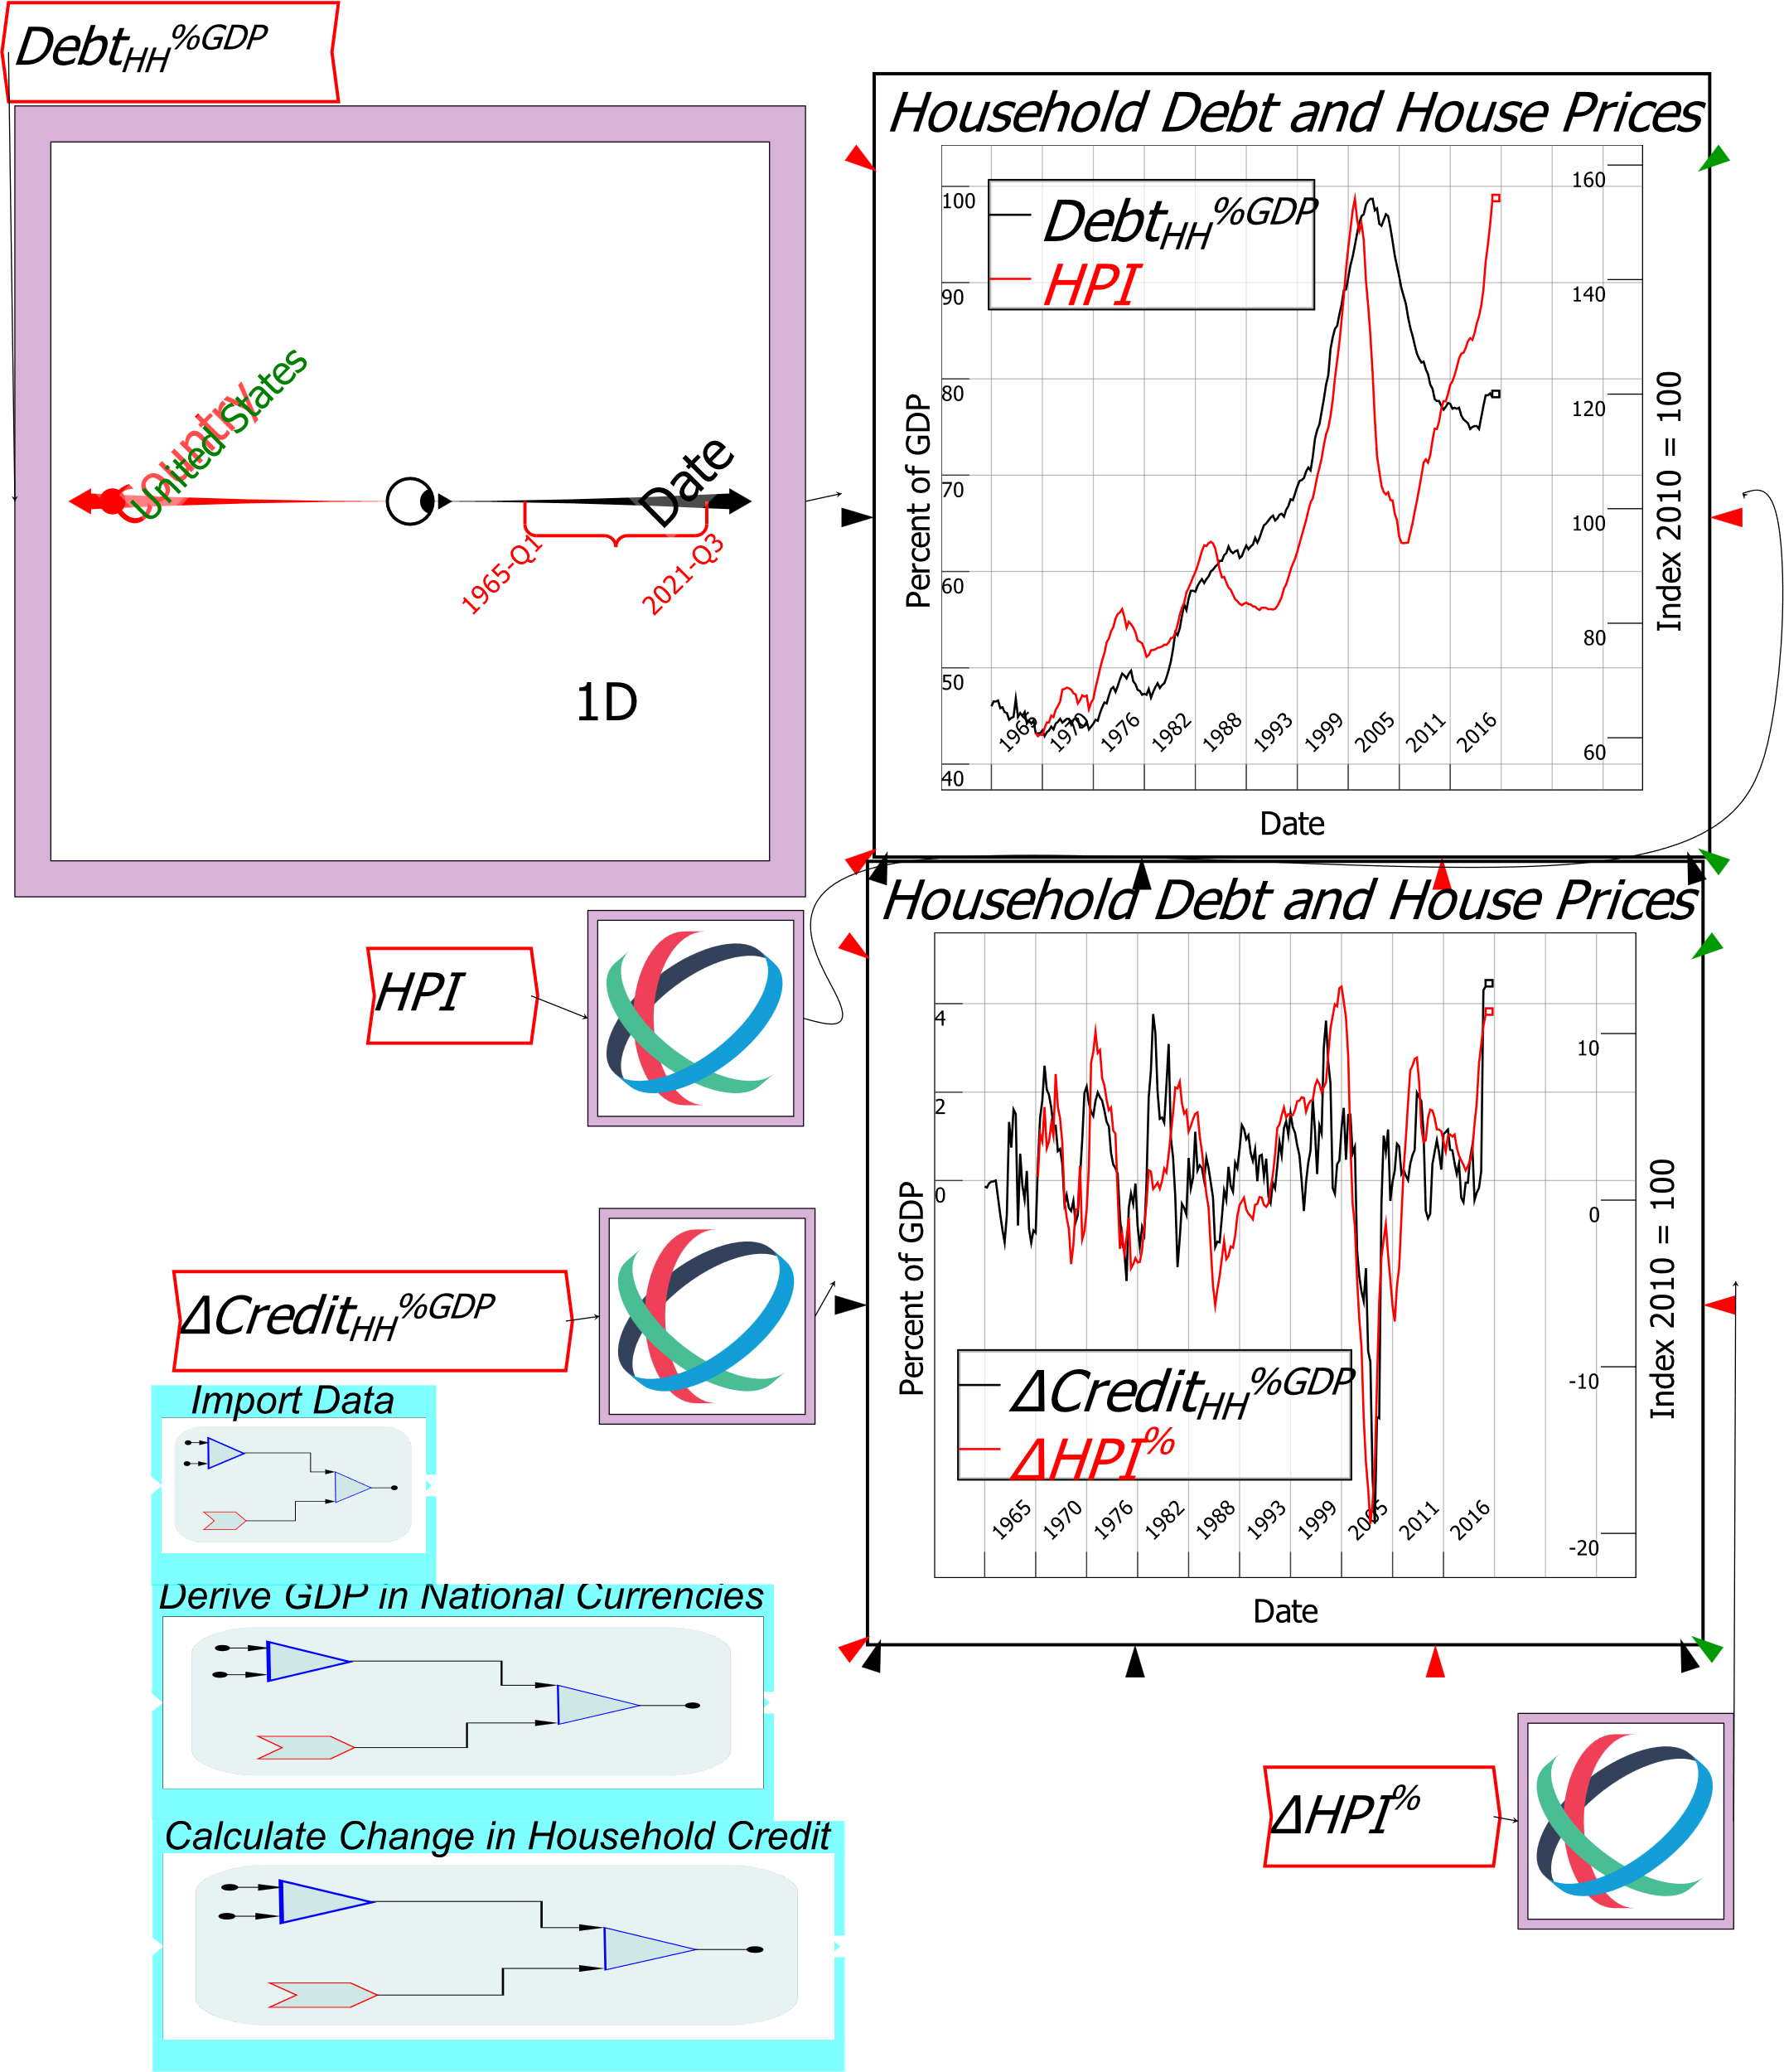 Debt_HH^%GDP
Country
United States
Date
1965-Q1
2021-Q3
1D
Household Debt and House Prices
Debt_HH^%GDP
HPI
100
90
80
70
60
50
40
160
140
120
100
80
60
Percent of GDP
Index 2010 = 100
1965
1970
1976
1982
1988
1993
1999
2005
2011
2016
Date
HPI
Household Debt and House Prices
4
2
0
10
0
-10
-20
Percent of GDP
Index 2010 = 100
ΔCredit_HH^%GDP
ΔHPI^%
1965
1970
1976
1982
1988
1993
1999
2005
2011
2016
Date
ΔCredit_HH^%GDP
Import Data
Derive GDP in National Currencies
Calculate Change in Household Credit
ΔHPI^%